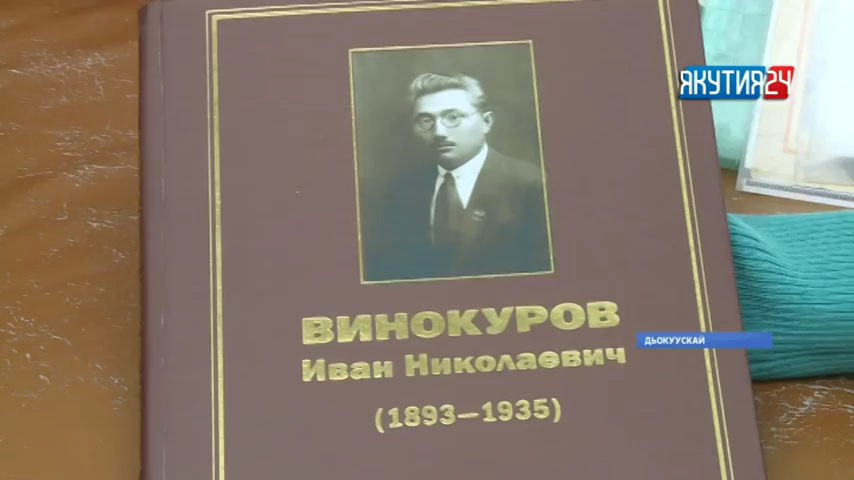 ЯКУТИЯ24
ВИНОКУРОВ
Иван Николаевич
(1893—1935)
ДЬОКУУСКАЙ